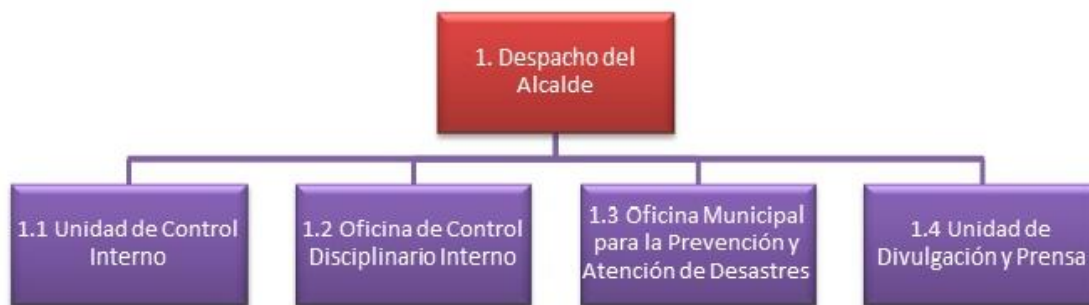 1. Despacho del
Alcalde
1.1 Unidad de Control
Interno
1.2 Oficina de Control
Disciplinario Interno
1.3 Oficina Municipal
para la Prevención y
Atención de Desastres
1.4 Unidad de
Divulgación y Prensa